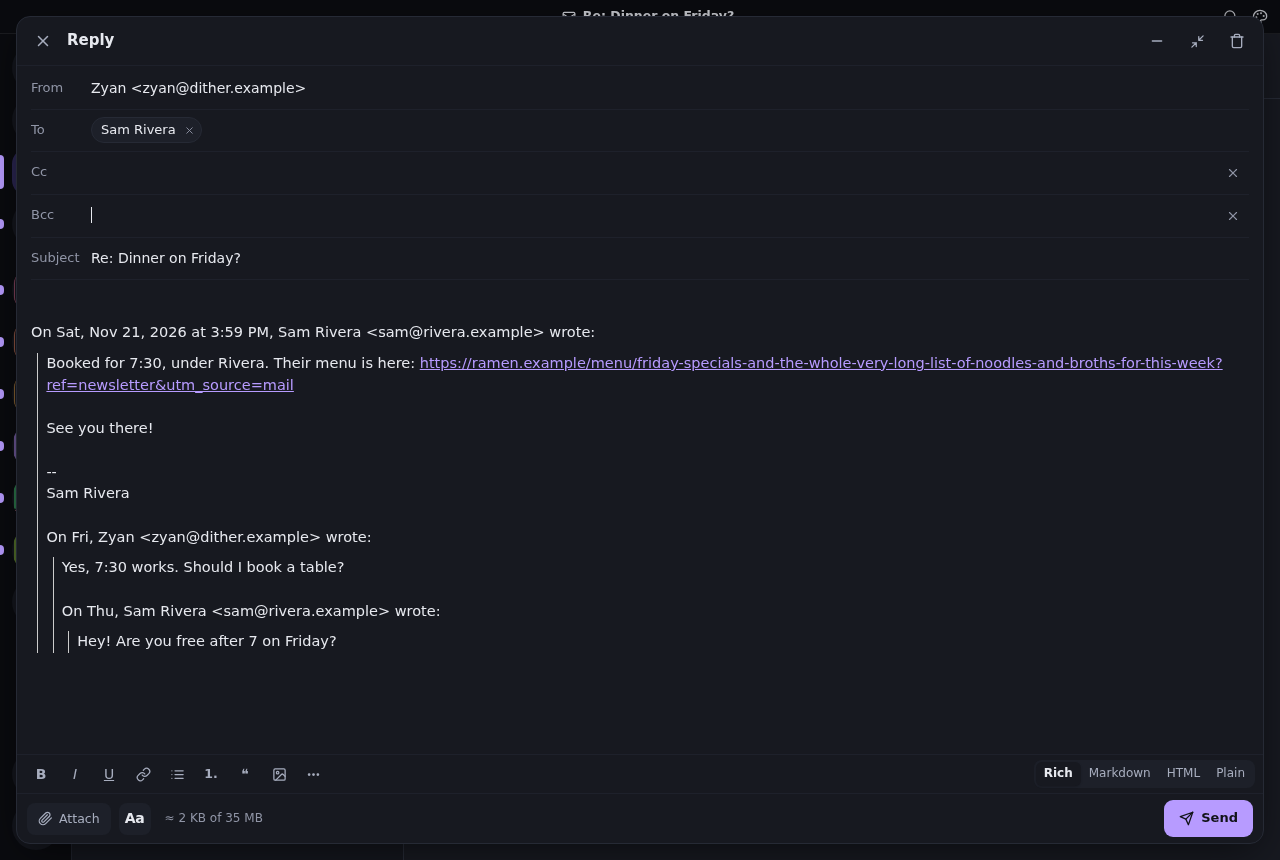 Re: Dinner on Friday?
Reply
From Zyan <zyan@dither.example>
To Sam Rivera
Cc
Bcc
Subject Re: Dinner on Friday?
On Sat, Nov 21, 2026 at 3:59 PM, Sam Rivera <sam@rivera.example> wrote:
Booked for 7:30, under Rivera. Their menu is here: https://ramen.example/menu/friday-specials-and-the-whole-very-long-list-of-noodles-and-broths-for-this-week?
ref=newsletter&utm_source=mail
See you there!
--
Sam Rivera
On Fri, Zyan <zyan@dither.example> wrote:
Yes, 7:30 works. Should I book a table?
On Thu, Sam Rivera <sam@rivera.example> wrote:
Hey! Are you free after 7 on Friday?
B I U 1. ❝ Rich Markdown HTML Plain
Attach Aa ≈ 2 KB of 35 MB Send